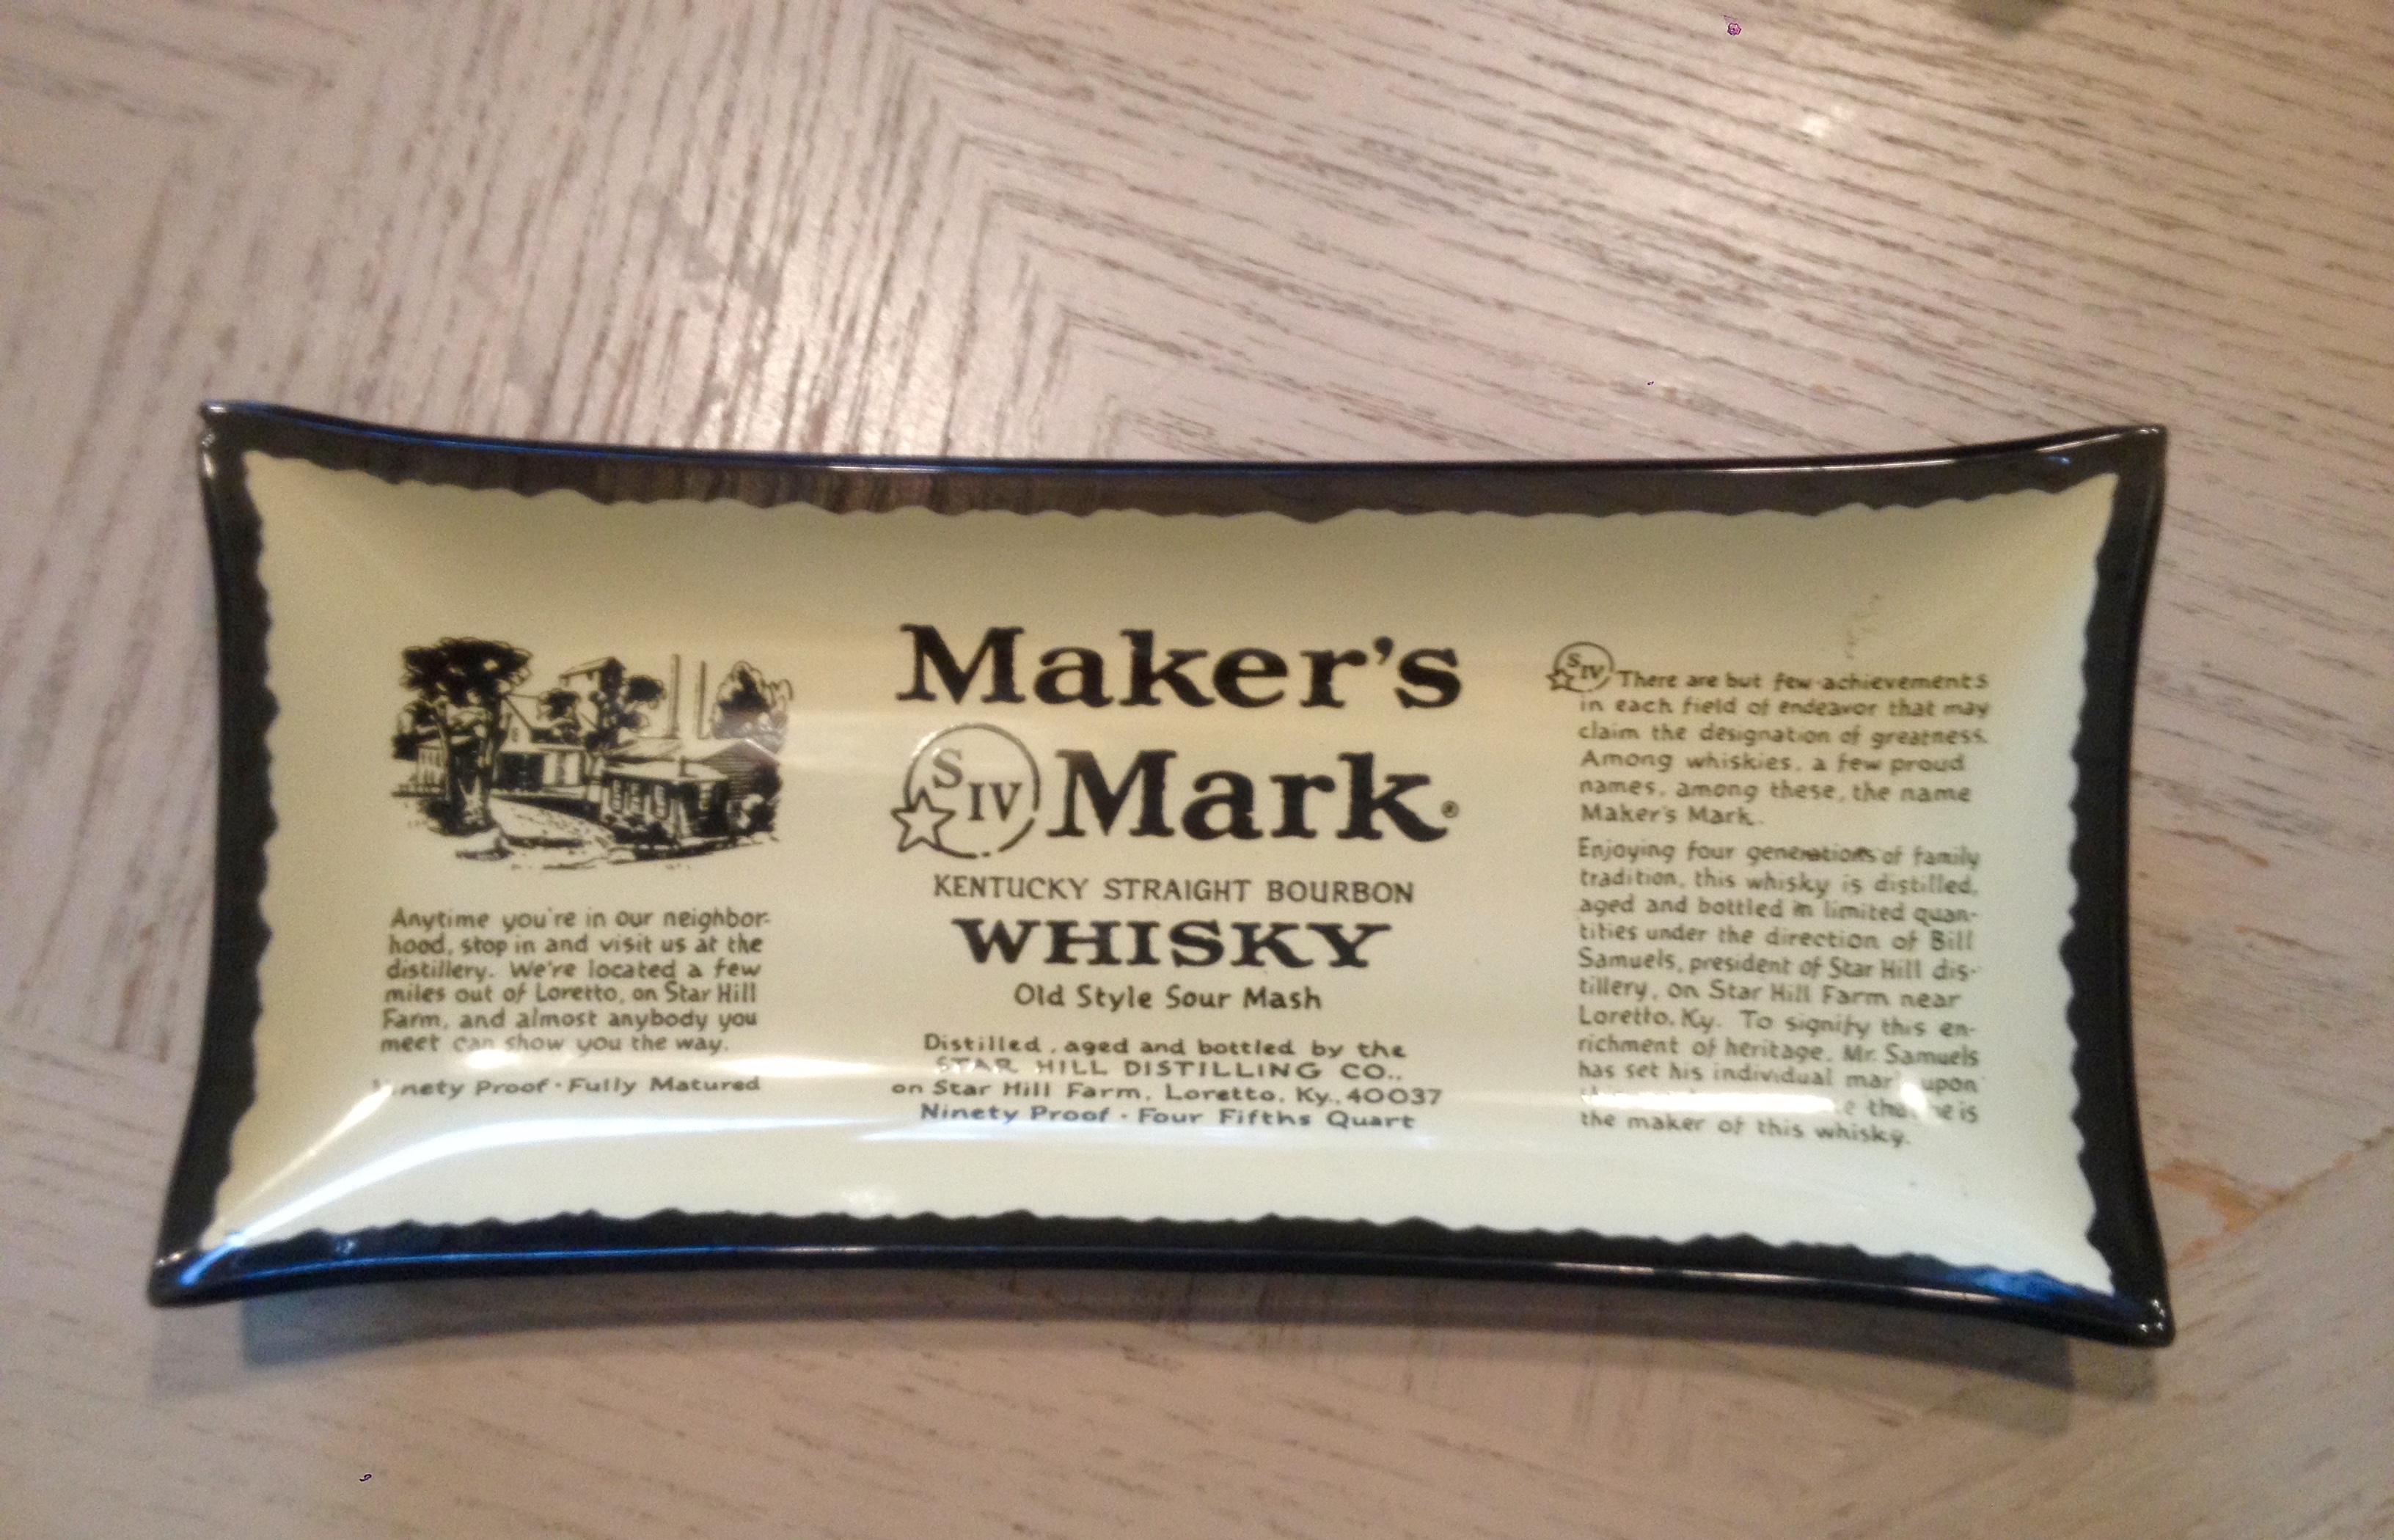 Anytime you're in our neighbor-
hood, stop in and visit us at the
distillery. We're located a few
miles out of Loretto, on Star Hill
Farm, and almost anybody you
meet can show you the way.
Ninety Proof · Fully Matured
Maker's
S IV Mark®
KENTUCKY STRAIGHT BOURBON
WHISKY
Old Style Sour Mash
Distilled, aged and bottled by the
STAR HILL DISTILLING CO.,
on Star Hill Farm, Loretto, Ky. 40037
Ninety Proof · Four Fifths Quart
S IV There are but few achievements
in each field of endeavor that may
claim the designation of greatness.
Among whiskies, a few proud
names, among these, the name
Maker's Mark.
Enjoying four generations of family
tradition, this whisky is distilled,
aged and bottled in limited quan-
tities under the direction of Bill
Samuels, president of Star Hill dis-
tillery, on Star Hill Farm near
Loretto, Ky. To signify this en-
richment of heritage, Mr. Samuels
has set his individual mark upon
that he is
the maker of this whisky.